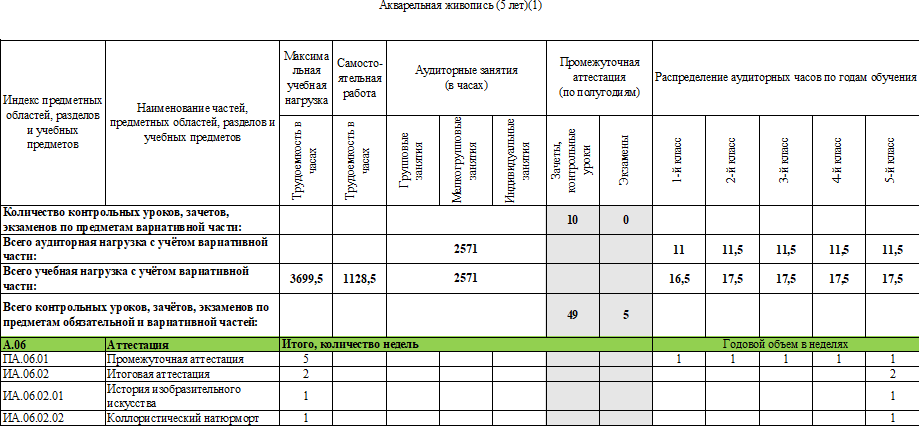 Акварельная живопись (5 лет)(1)
Индекс предметных
областей, разделов
и учебных
предметов
Наименование частей,
предметных областей, разделов и
учебных предметов
Максима
льная
учебная
нагрузка
Самосто-
ятельная
работа
Аудиторные занятия
(в часах)
Промежуточная
аттестация
(по полугодиям)
Распределение аудиторных часов по годам обучения
Трудоемкость в
часах
Трудоемкость в
часах
Групповые
занятия
Мелкогрупповые
занятия
Индивидуальные
занятия
Зачеты,
контрольные
уроки
Экзамены
1-й класс
2-й класс
3-й класс
4-й класс
5-й класс
Количество контрольных уроков, зачетов,
экзаменов по предметам вариативной части: 10 0
Всего аудиторная нагрузка с учётом вариативной
части: 2571 11 11,5 11,5 11,5 11,5
Всего учебная нагрузка с учётом вариативной
части: 3699,5 1128,5 2571 16,5 17,5 17,5 17,5 17,5
Всего контрольных уроков, зачётов, экзаменов по
предметам обязательной и вариативной частей: 49 5
А.06 Аттестация Итого, количество недель Годовой объем в неделях
ПА.06.01 Промежуточная аттестация 5 1 1 1 1 1
ИА.06.02 Итоговая аттестация 2 2
ИА.06.02.01 История изобразительного
искусства 1 1
ИА.06.02.02 Коллористический натюрморт 1 1